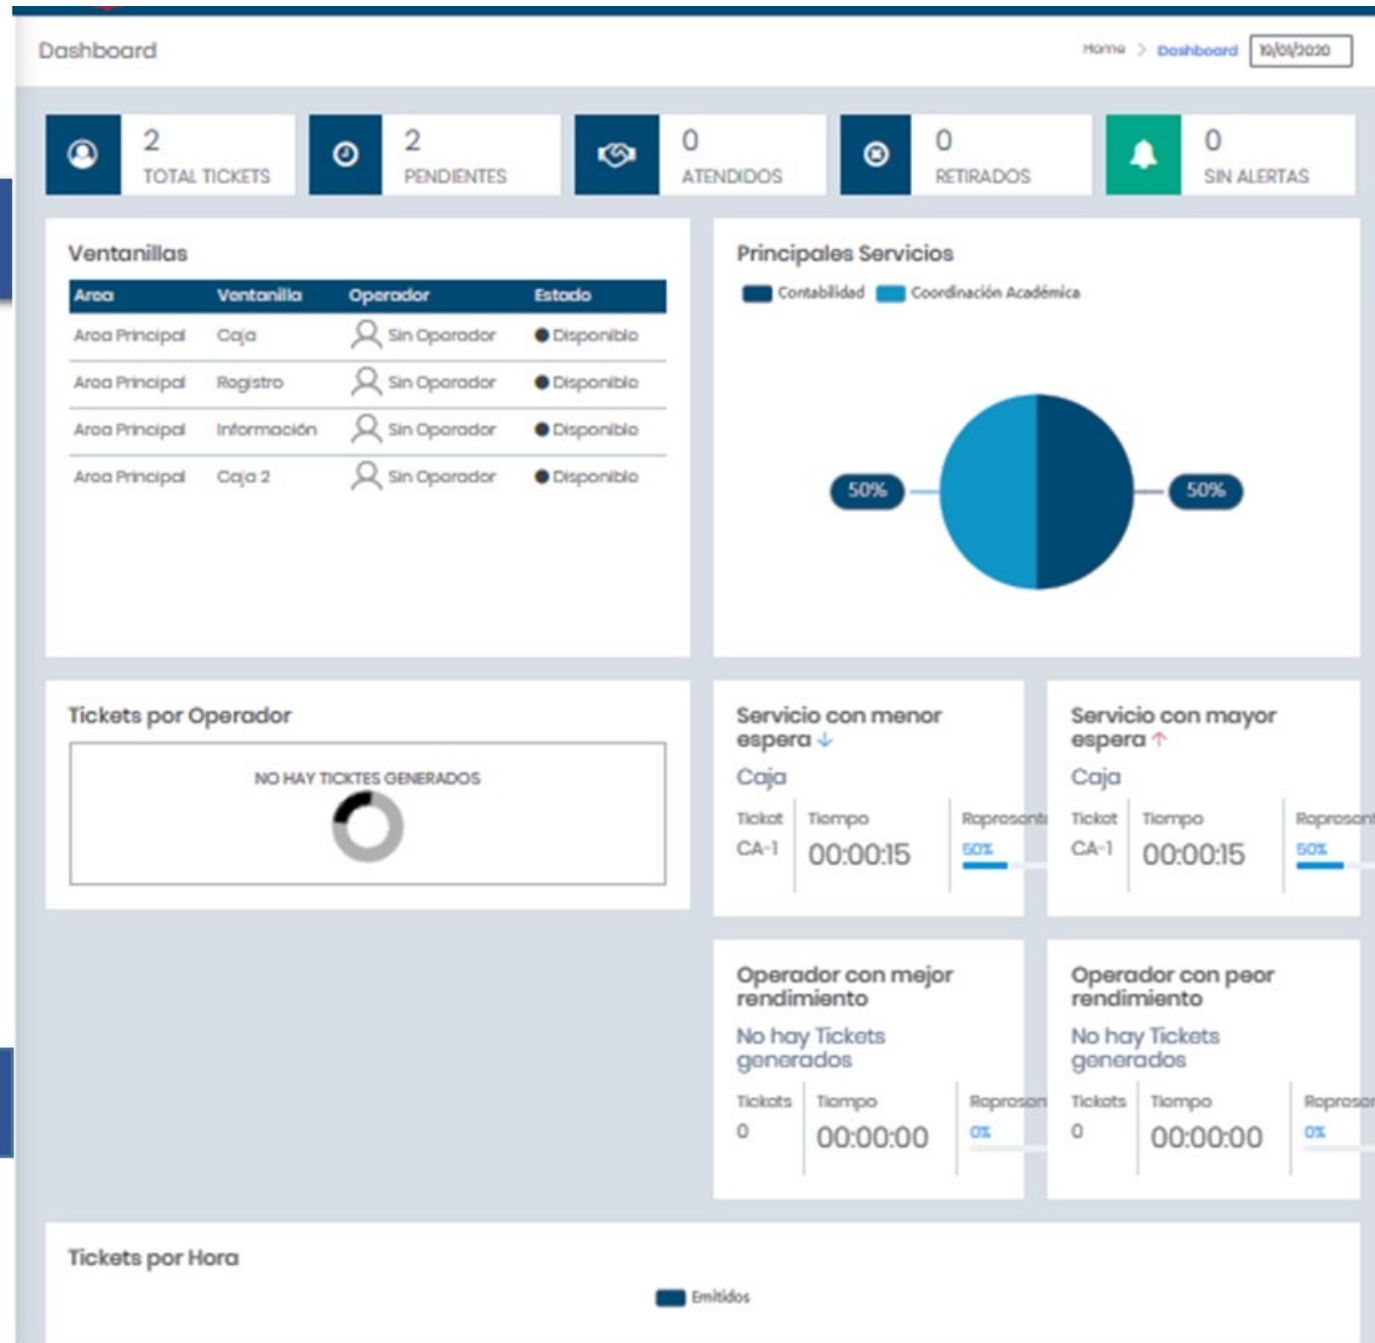 Dashboard
Home > Dashboard
2
TOTAL TICKETS
2
PENDIENTES
0
ATENDIDOS
0
RETIRADOS
0
SIN ALERTAS
Ventanillas
Area Ventanilla Operador Estado
Area Principal Caja Sin Operador Disponible
Area Principal Registro Sin Operador Disponible
Area Principal Información Sin Operador Disponible
Area Principal Caja 2 Sin Operador Disponible
Principales Servicios
Contabilidad Coordinación Académica
50% 50%
Tickets por Operador
NO HAY TICKTES GENERADOS
Servicio con menor
espera ↓
Caja
Ticket Tiempo Represent
CA-1 00:00:15 50%
Servicio con mayor
espera ↑
Caja
Ticket Tiempo Represent
CA-1 00:00:15 50%
Operador con mejor
rendimiento
No hay Tickets
generados
Tickets Tiempo Represen
0 00:00:00 0%
Operador con peor
rendimiento
No hay Tickets
generados
Tickets Tiempo Represen
0 00:00:00 0%
Tickets por Hora
Emitidos